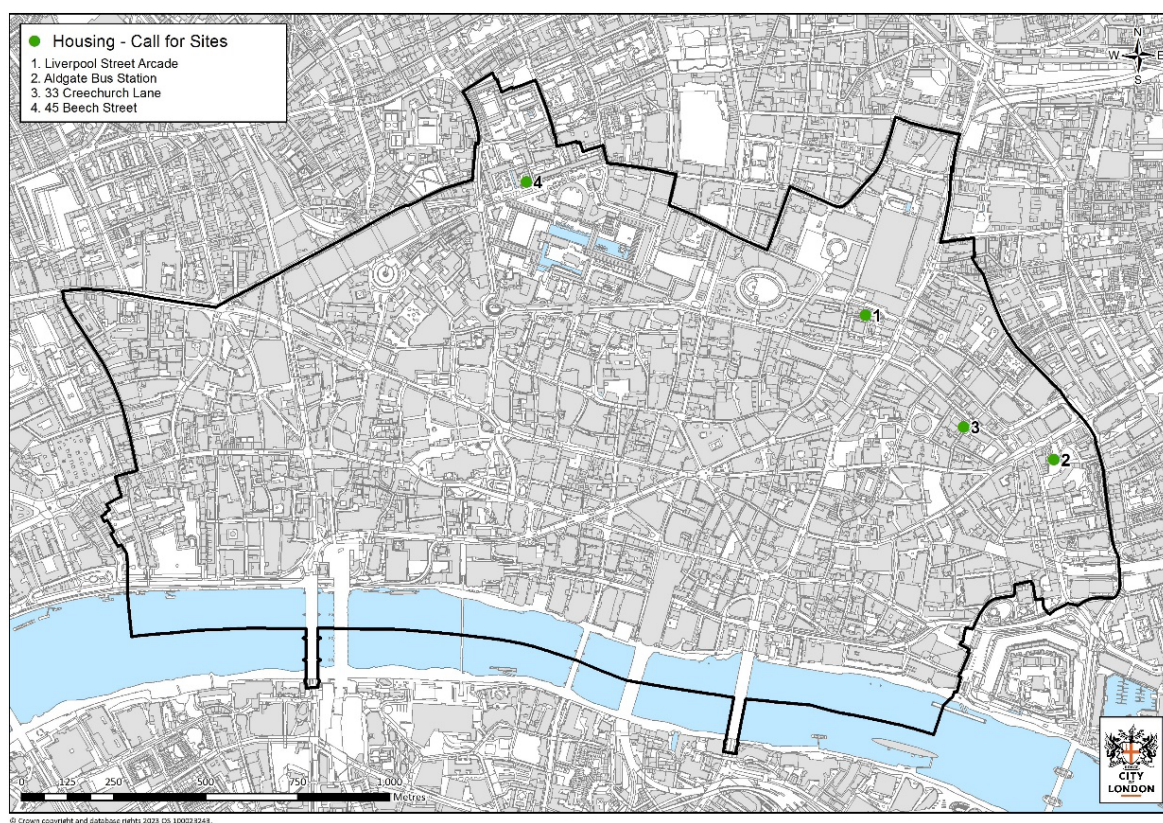 Housing - Call for Sites
1. Liverpool Street Arcade
2. Aldgate Bus Station
3. 33 Creechurch Lane
4. 45 Beech Street
N
W E
S
4
1
3
2
0 125 250 500 750 1,000
Metres
CITY
OF
LONDON
© Crown copyright and database rights 2023 OS 100023243.